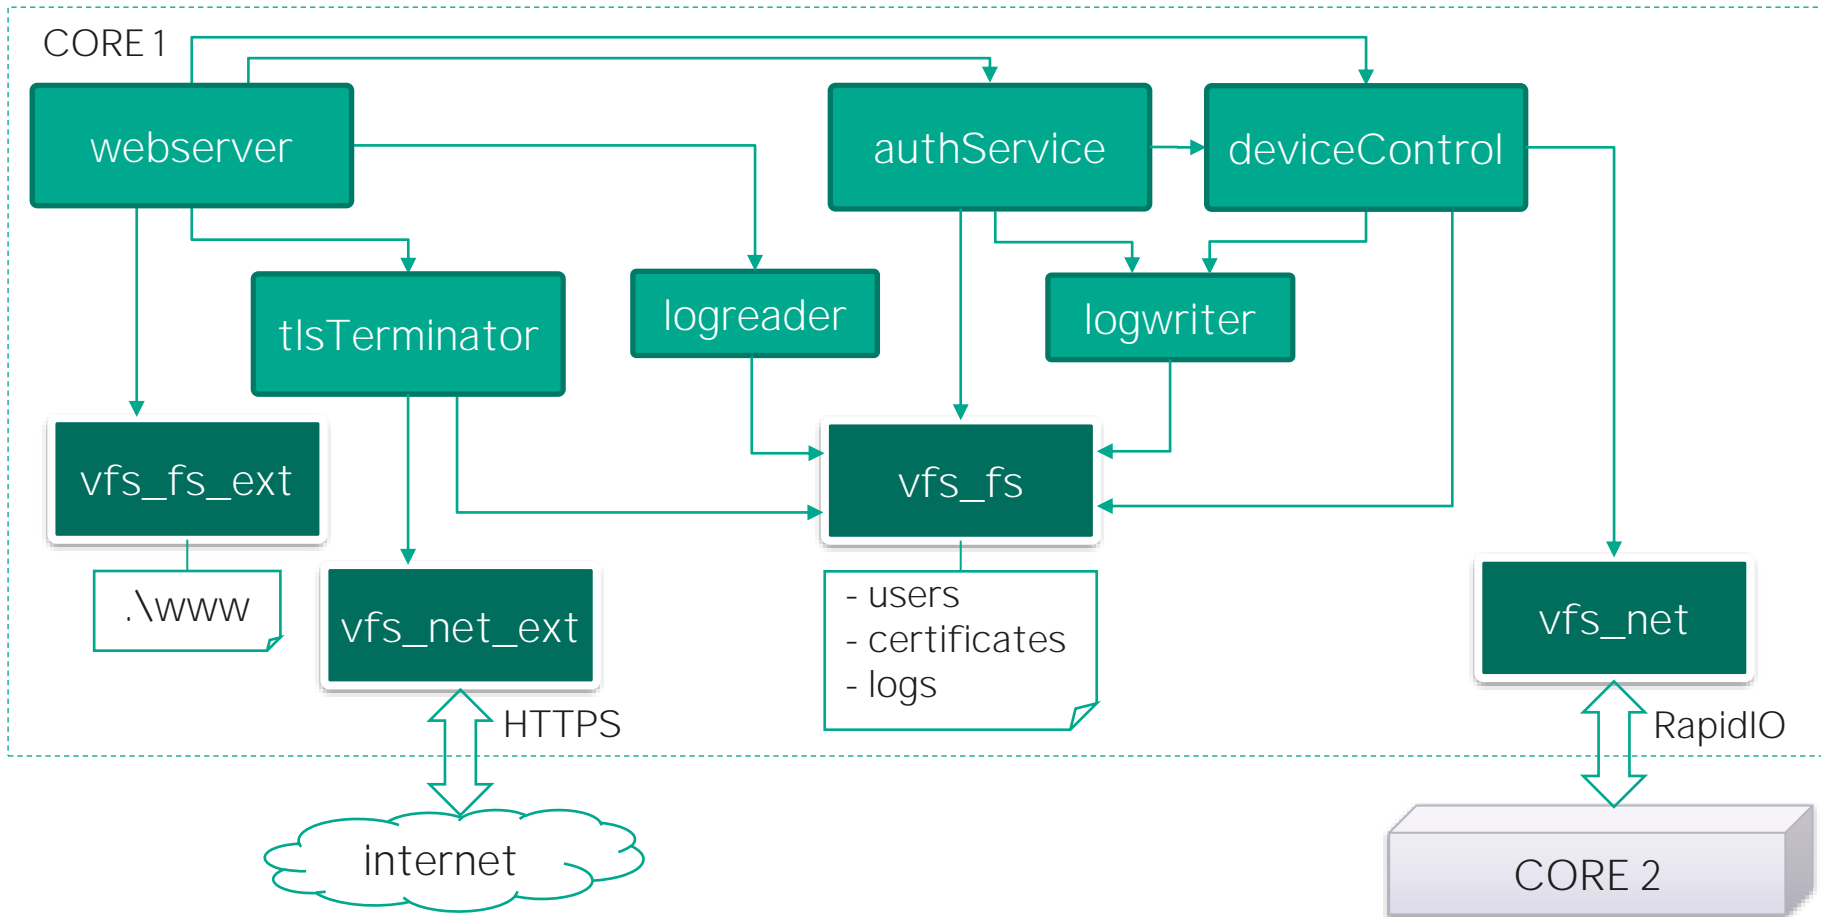 CORE 1
webserver
authService
deviceControl
tlsTerminator
logreader
logwriter
vfs_fs_ext
vfs_fs
.\www
vfs_net_ext
- users
- certificates
- logs
vfs_net
HTTPS
RapidIO
internet
CORE 2